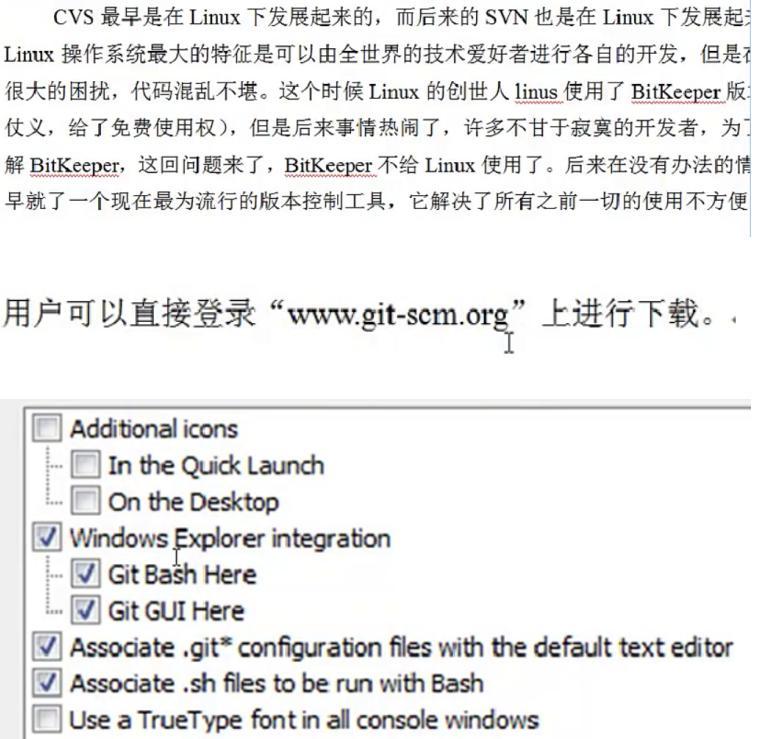 CVS 最早是在 Linux 下发展起来的，而后来的 SVN 也是在 Linux 下发展起
Linux 操作系统最大的特征是可以由全世界的技术爱好者进行各自的开发，但是
很大的困扰，代码混乱不堪。这个时候 Linux 的创世人 linus 使用了 BitKeeper 版
仗义，给了免费使用权），但是后来事情热闹了，许多不甘于寂寞的开发者，为
解 BitKeeper，这回问题来了，BitKeeper 不给 Linux 使用了。后来在没有办法的情
早就了一个现在最为流行的版本控制工具，它解决了所有之前一切的使用不方便
用户可以直接登录“www.git-scm.org”上进行下载。
Additional icons
In the Quick Launch
On the Desktop
Windows Explorer integration
Git Bash Here
Git GUI Here
Associate .git* configuration files with the default text editor
Associate .sh files to be run with Bash
Use a TrueType font in all console windows